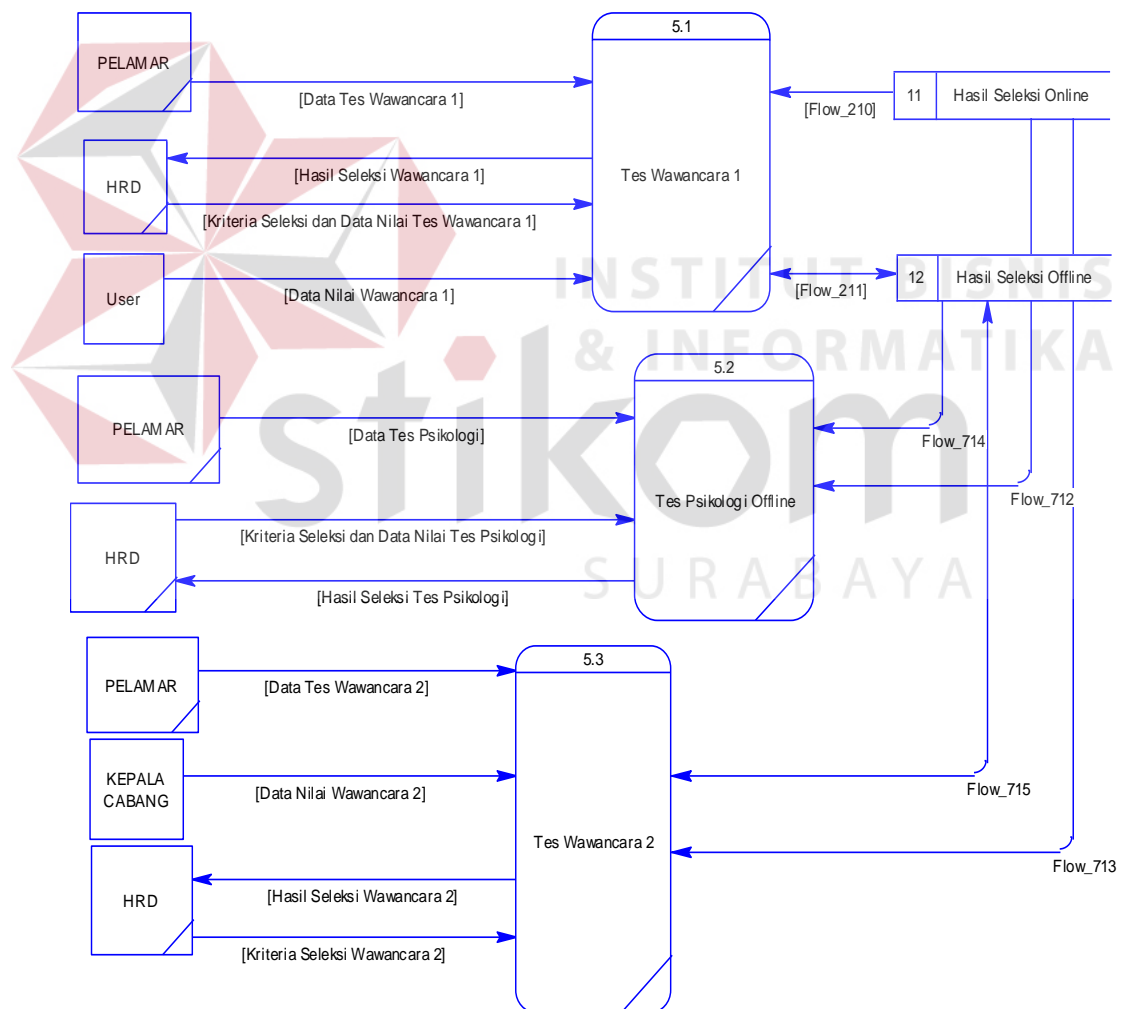 5.1
PELAMAR
[Data Tes Wawancara 1]
11
Hasil Seleksi Online
[Flow_210]
HRD
[Hasil Seleksi Wawancara 1]
Tes Wawancara 1
[Kriteria Seleksi dan Data Nilai Tes Wawancara 1]
User
[Data Nilai Wawancara 1]
[Flow_211]
12
Hasil Seleksi Offline
INSTITUT BISNIS
& INFORMATIKA
stikom
SURABAYA
5.2
PELAMAR
[Data Tes Psikologi]
Flow_714
Flow_712
Tes Psikologi Offline
HRD
[Kriteria Seleksi dan Data Nilai Tes Psikologi]
[Hasil Seleksi Tes Psikologi]
5.3
PELAMAR
[Data Tes Wawancara 2]
KEPALA
CABANG
[Data Nilai Wawancara 2]
Flow_715
Tes Wawancara 2
Flow_713
HRD
[Hasil Seleksi Wawancara 2]
[Kriteria Seleksi Wawancara 2]